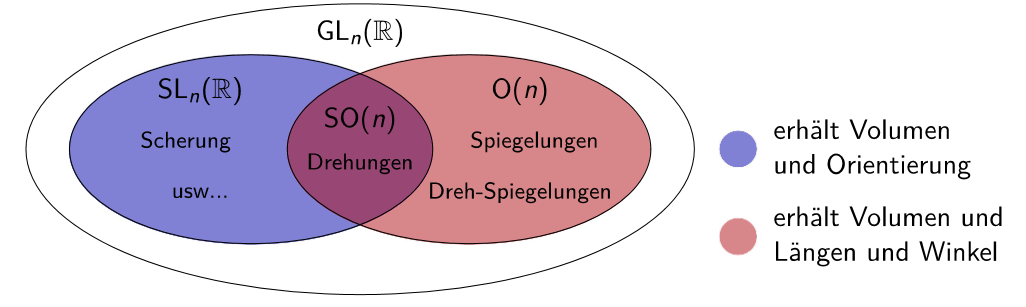 GLₙ(ℝ)
SLₙ(ℝ)
Scherung
usw...
SO(n)
Drehungen
O(n)
Spiegelungen
Dreh-Spiegelungen
erhält Volumen
und Orientierung
erhält Volumen und
Längen und Winkel